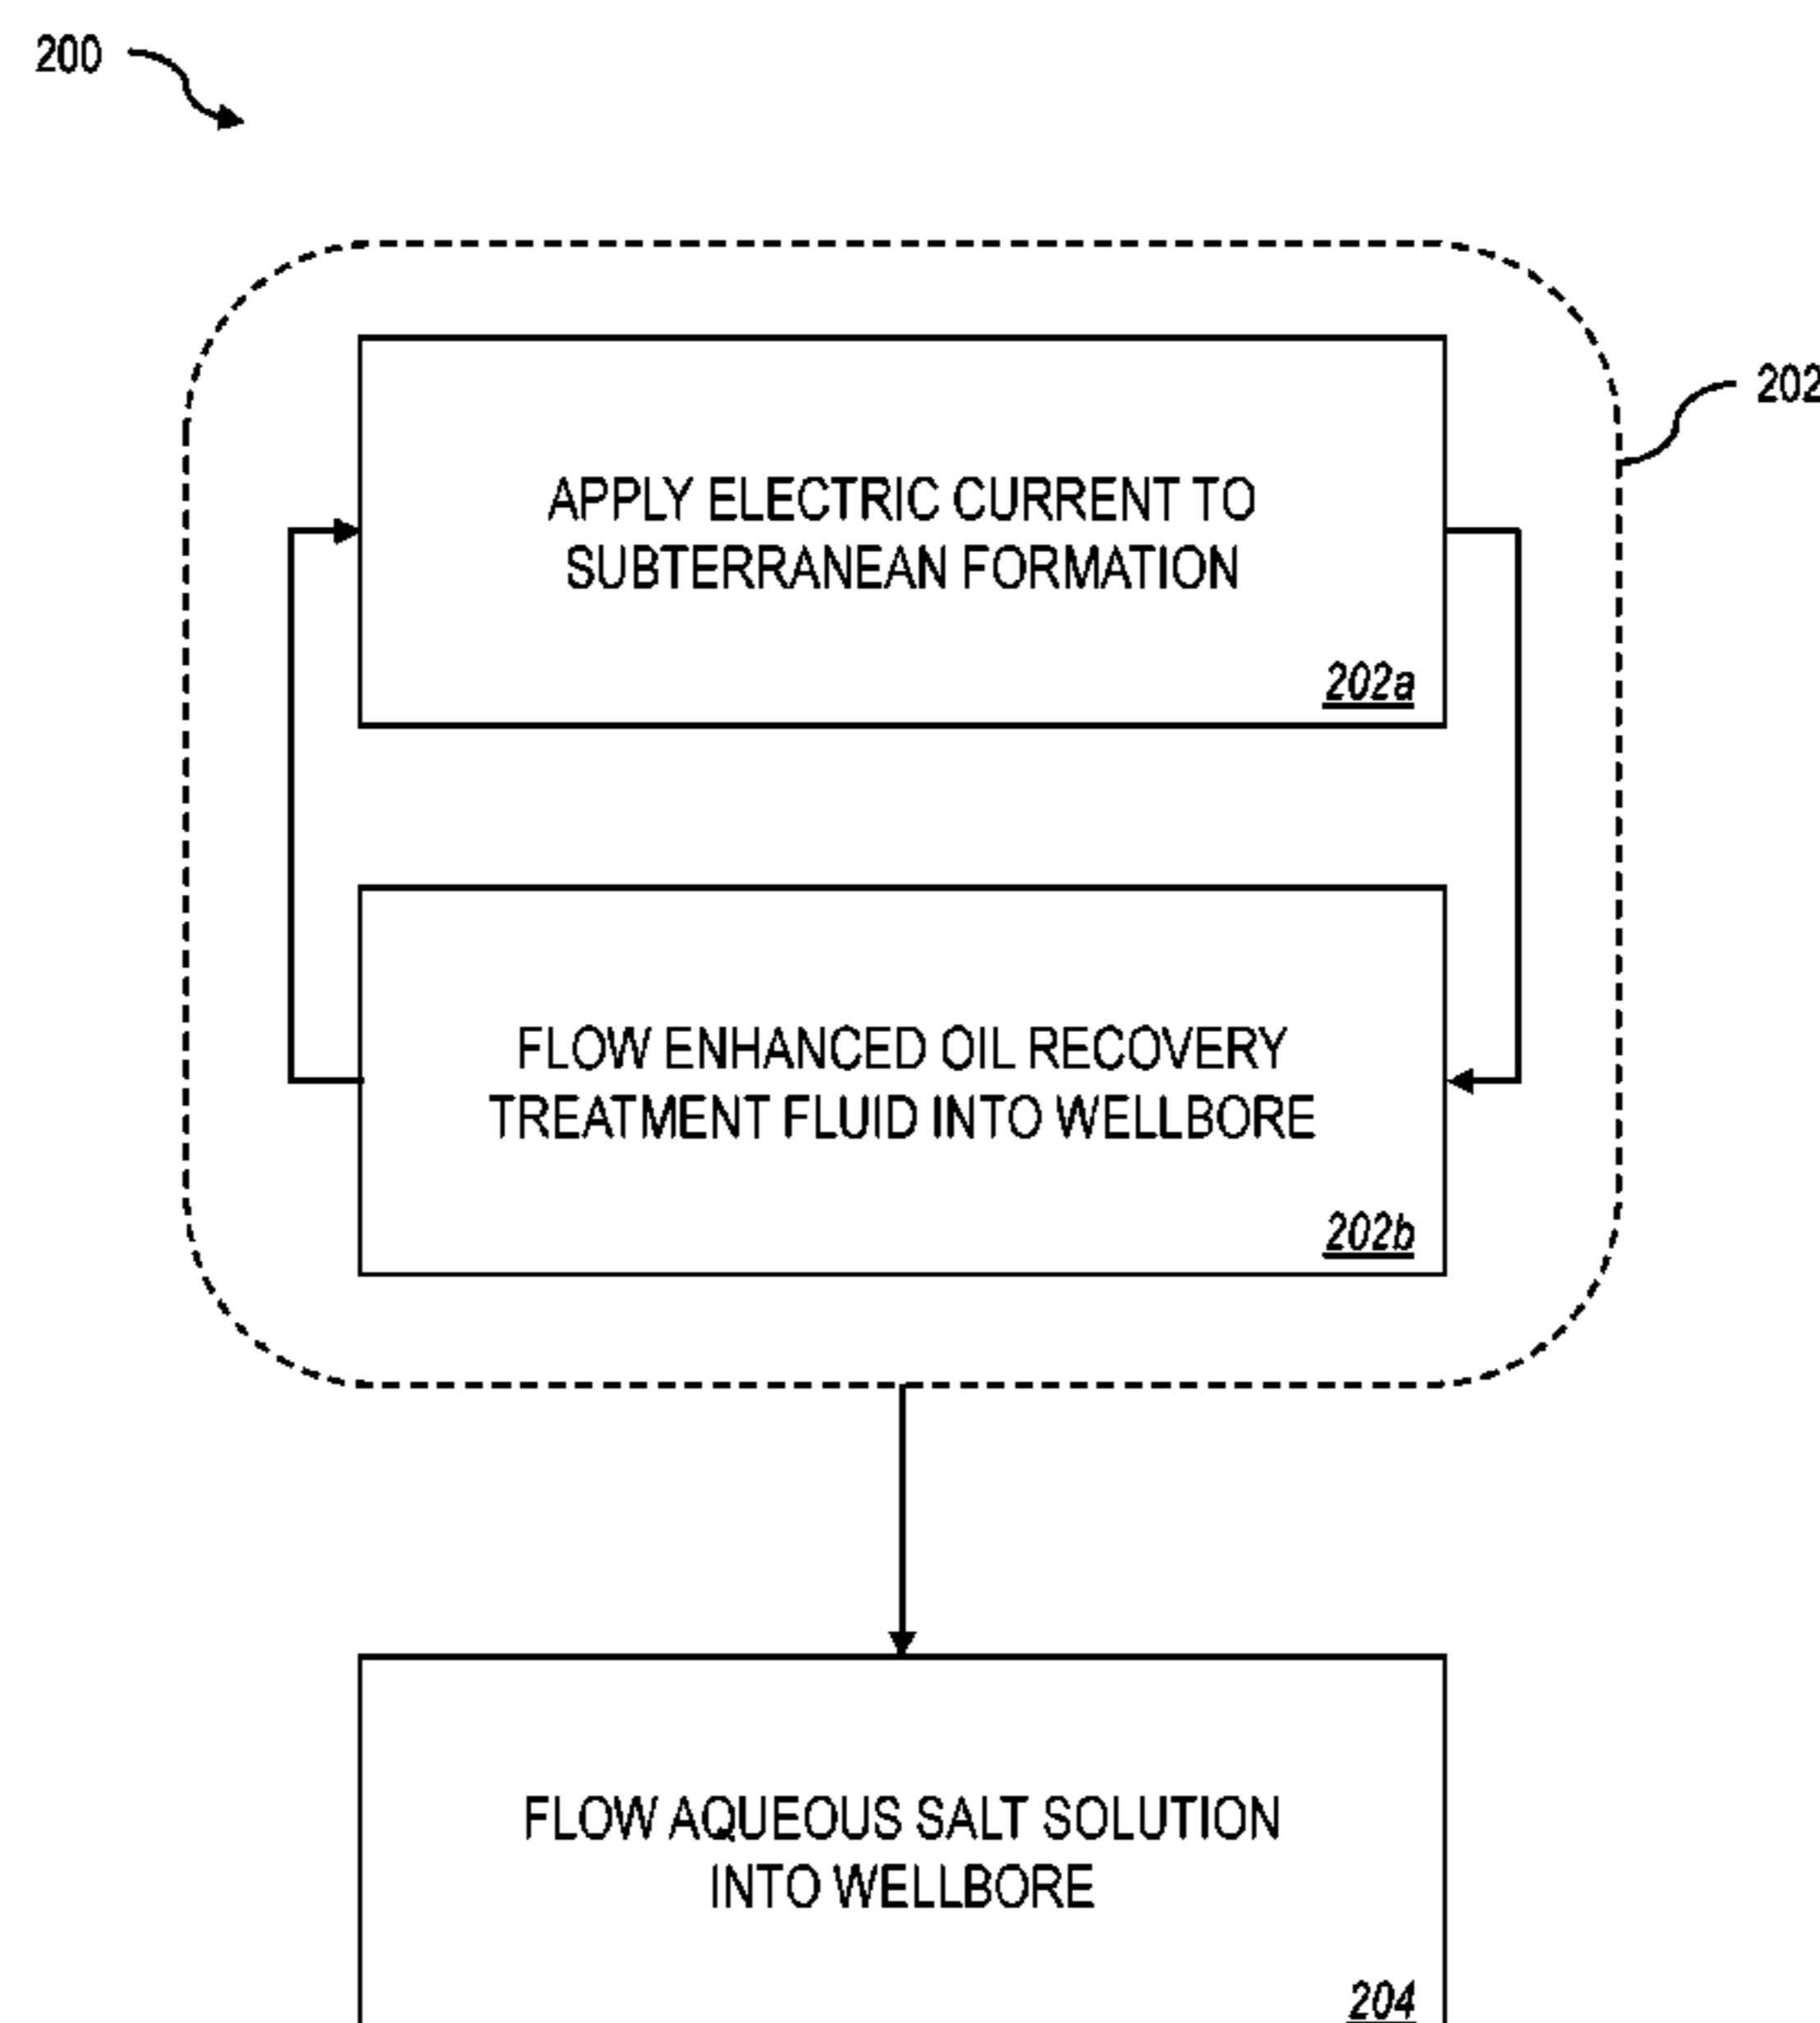 200
202
APPLY ELECTRIC CURRENT TO
SUBTERRANEAN FORMATION
202a
FLOW ENHANCED OIL RECOVERY
TREATMENT FLUID INTO WELLBORE
202b
FLOW AQUEOUS SALT SOLUTION
INTO WELLBORE
204